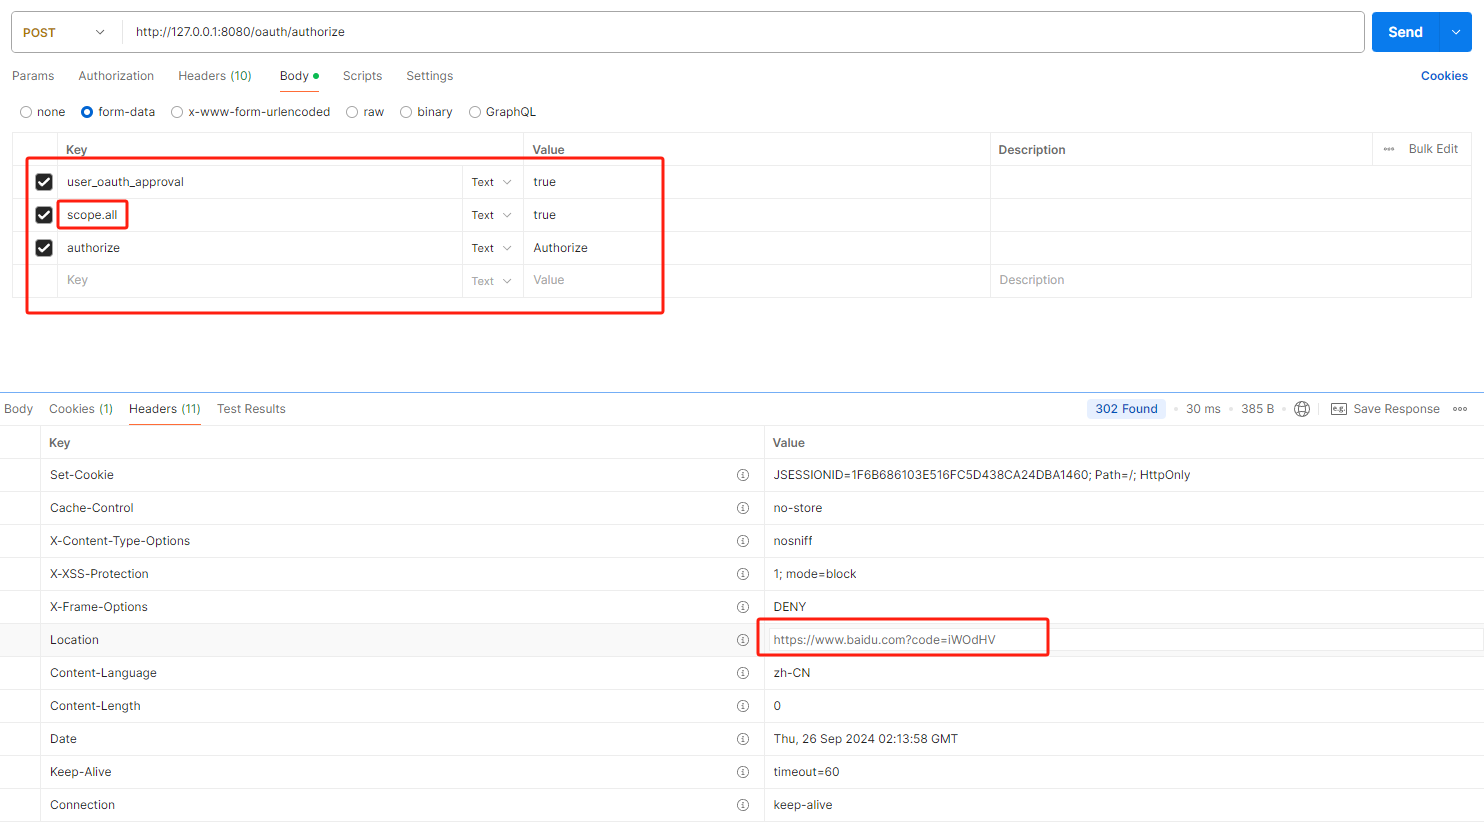 POST http://127.0.0.1:8080/oauth/authorize Send
Params Authorization Headers (10) Body Scripts Settings Cookies
none form-data x-www-form-urlencoded raw binary GraphQL
Key Value Description Bulk Edit
user_oauth_approval Text true
scope.all Text true
authorize Text Authorize
Key Text Value Description
Body Cookies (1) Headers (11) Test Results 302 Found 30 ms 385 B e.g. Save Response
Key Value
Set-Cookie JSESSIONID=1F6B686103E516FC5D438CA24DBA1460; Path=/; HttpOnly
Cache-Control no-store
X-Content-Type-Options nosniff
X-XSS-Protection 1; mode=block
X-Frame-Options DENY
Location https://www.baidu.com?code=iWOdHV
Content-Language zh-CN
Content-Length 0
Date Thu, 26 Sep 2024 02:13:58 GMT
Keep-Alive timeout=60
Connection keep-alive